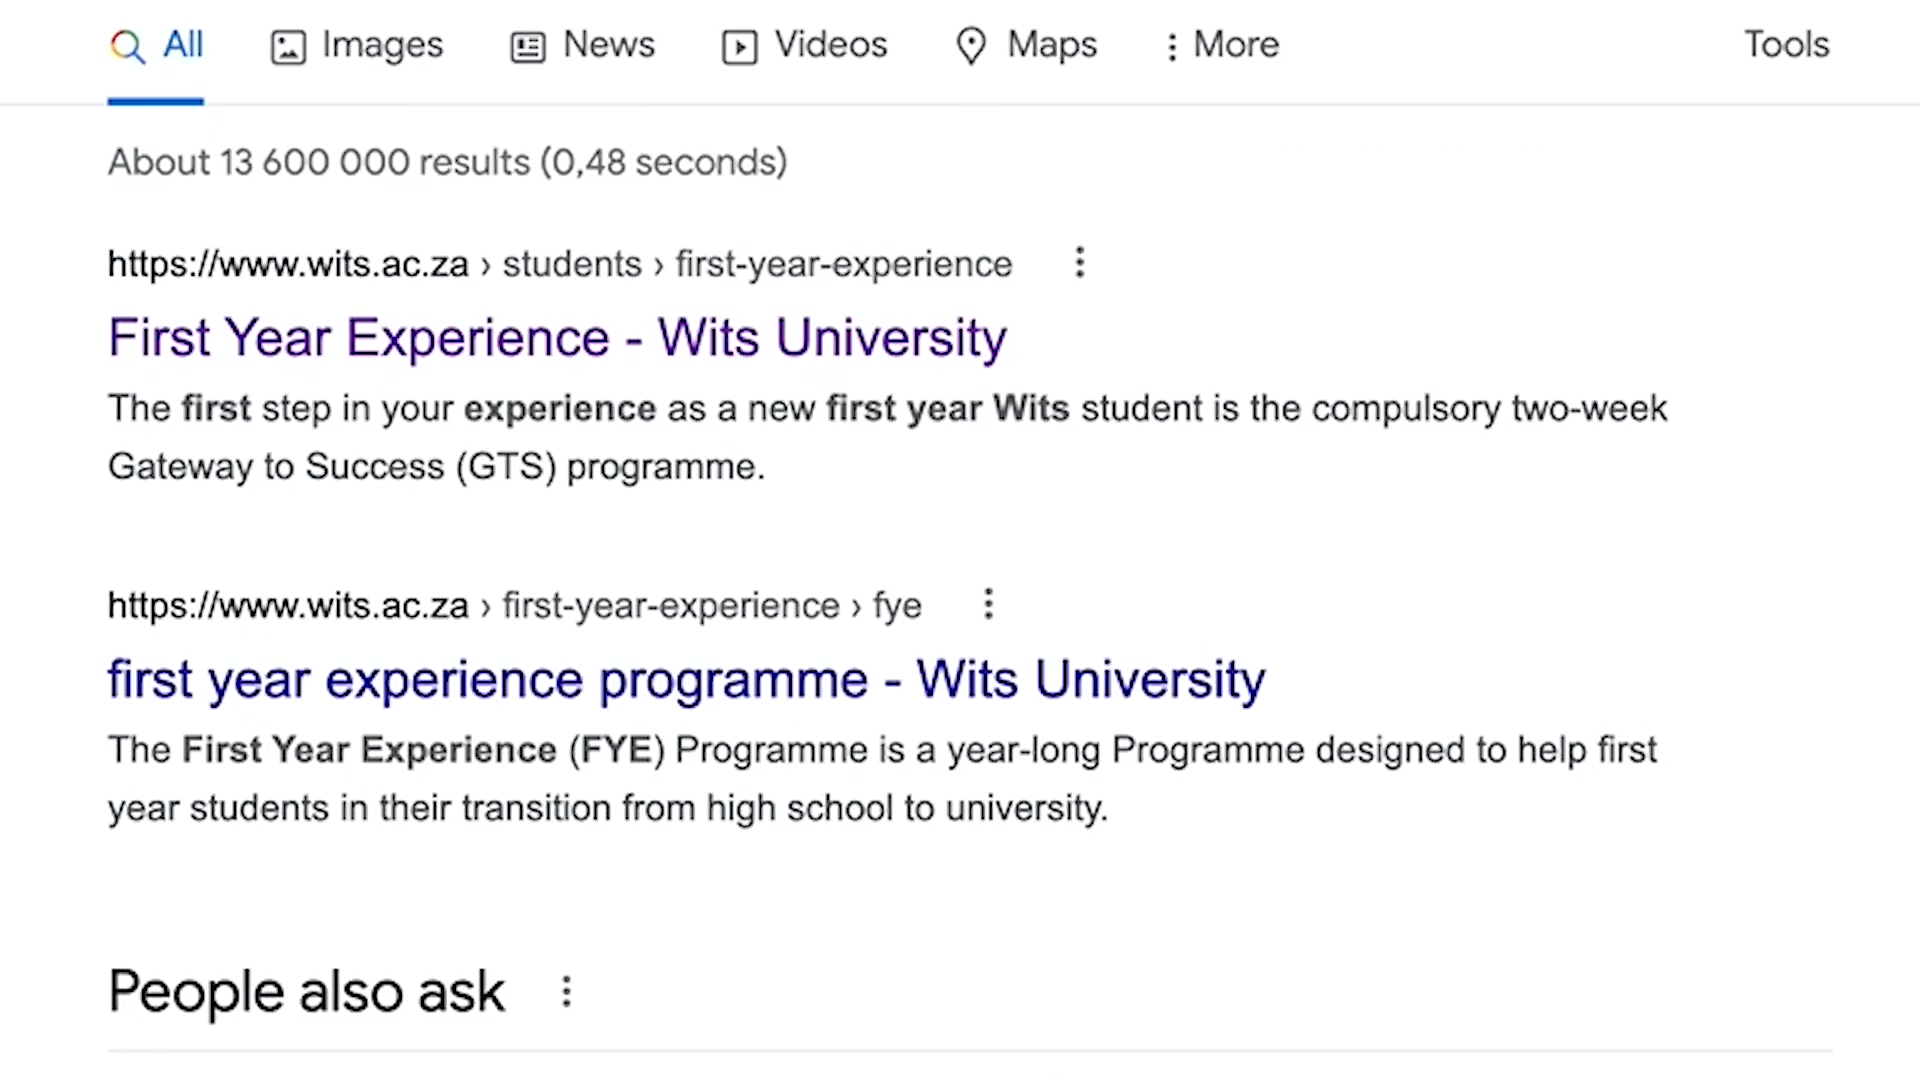 All Images News Videos Maps More Tools
About 13 600 000 results (0,48 seconds)
https://www.wits.ac.za › students › first-year-experience
First Year Experience - Wits University
The first step in your experience as a new first year Wits student is the compulsory two-week
Gateway to Success (GTS) programme.
https://www.wits.ac.za › first-year-experience › fye
first year experience programme - Wits University
The First Year Experience (FYE) Programme is a year-long Programme designed to help first
year students in their transition from high school to university.
People also ask